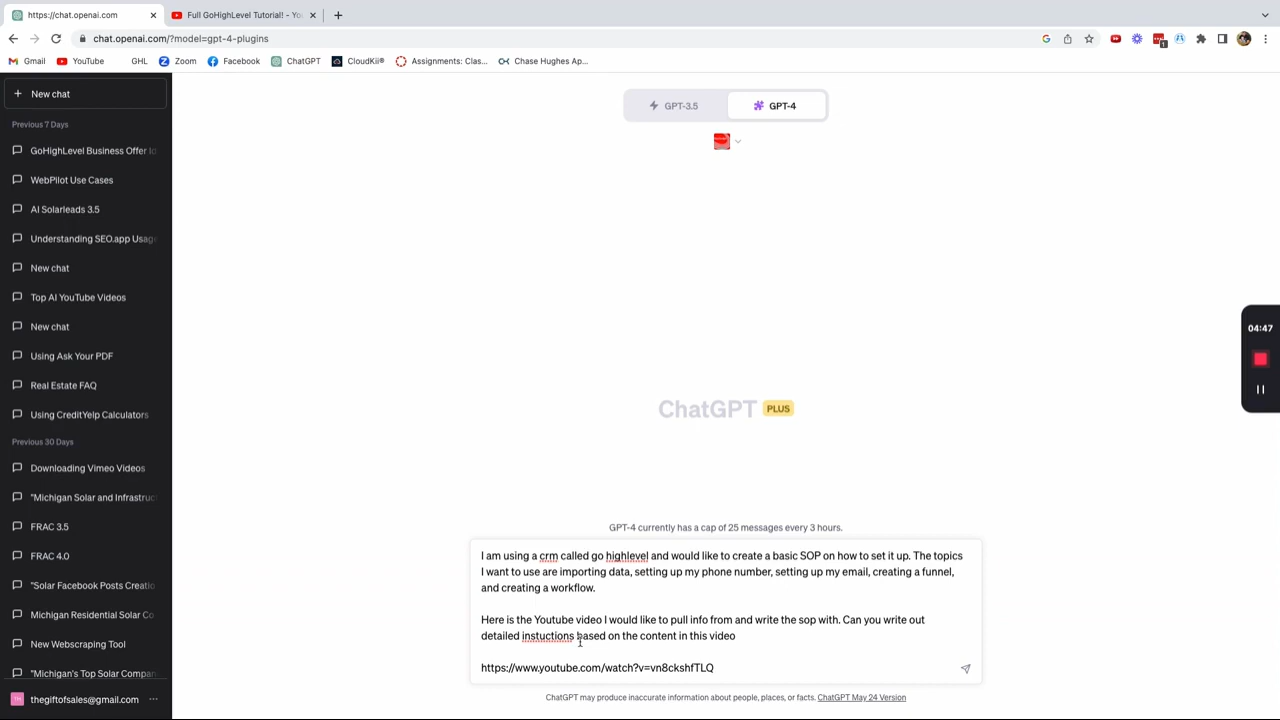 https://chat.openai.com
Full GoHighLevel Tutorial! - Yo
chat.openai.com/?model=gpt-4-plugins
Gmail YouTube GHL Zoom Facebook ChatGPT CloudKii® Assignments: Clas... Chase Hughes Ap...
New chat
Previous 7 Days
GoHighLevel Business Offer Id
WebPilot Use Cases
AI Solarleads 3.5
Understanding SEO.app Usage
New chat
Top AI YouTube Videos
New chat
Using Ask Your PDF
Real Estate FAQ
Using CreditYelp Calculators
Previous 30 Days
Downloading Vimeo Videos
"Michigan Solar and Infrastruc
FRAC 3.5
FRAC 4.0
"Solar Facebook Posts Creatio
Michigan Residential Solar Co
New Webscraping Tool
"Michigan's Top Solar Compan
thegiftofsales@gmail.com
GPT-3.5 GPT-4
ChatGPT PLUS
GPT-4 currently has a cap of 25 messages every 3 hours.
I am using a crm called go highlevel and would like to create a basic SOP on how to set it up. The topics
I want to use are importing data, setting up my phone number, setting up my email, creating a funnel,
and creating a workflow.
Here is the Youtube video I would like to pull info from and write the sop with. Can you write out
detailed instuctions based on the content in this video
https://www.youtube.com/watch?v=vn8ckshfTLQ
ChatGPT may produce inaccurate information about people, places, or facts. ChatGPT May 24 Version
04:47